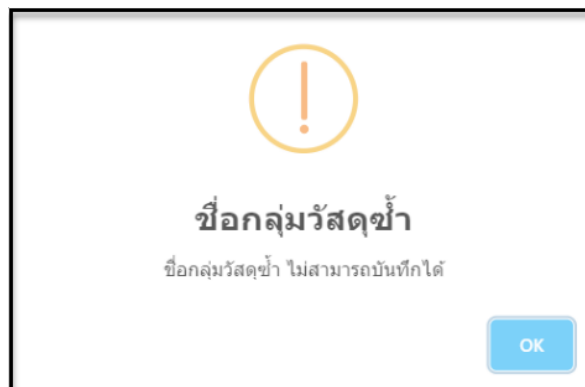 ชื่อกลุ่มวัสดุซ้ำ
ชื่อกลุ่มวัสดุซ้ำ ไม่สามารถบันทึกได้
OK